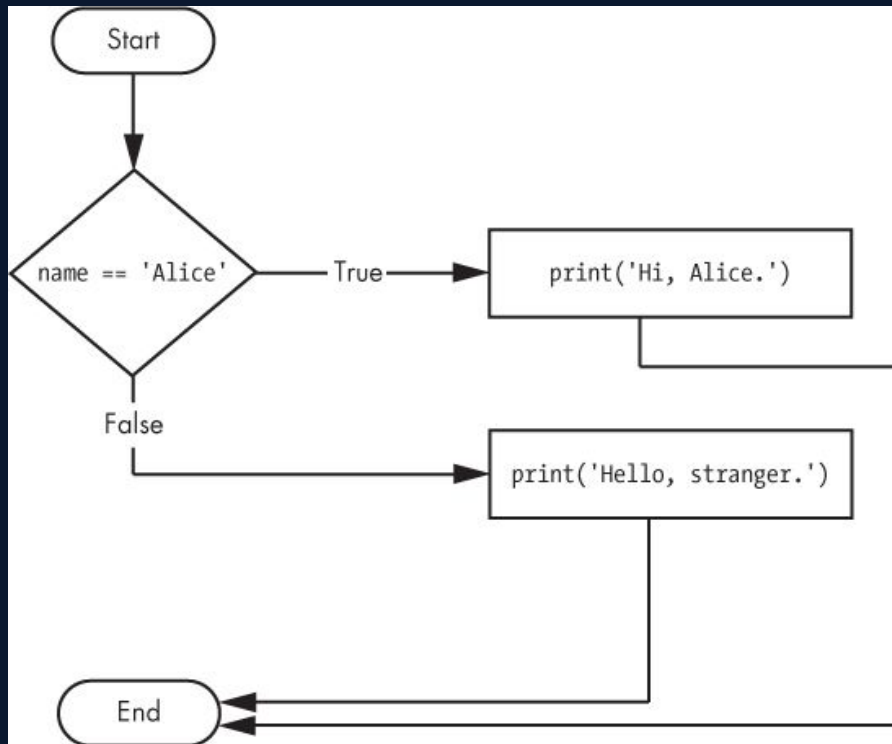 Start
name == 'Alice'
True
print('Hi, Alice.')
False
print('Hello, stranger.')
End